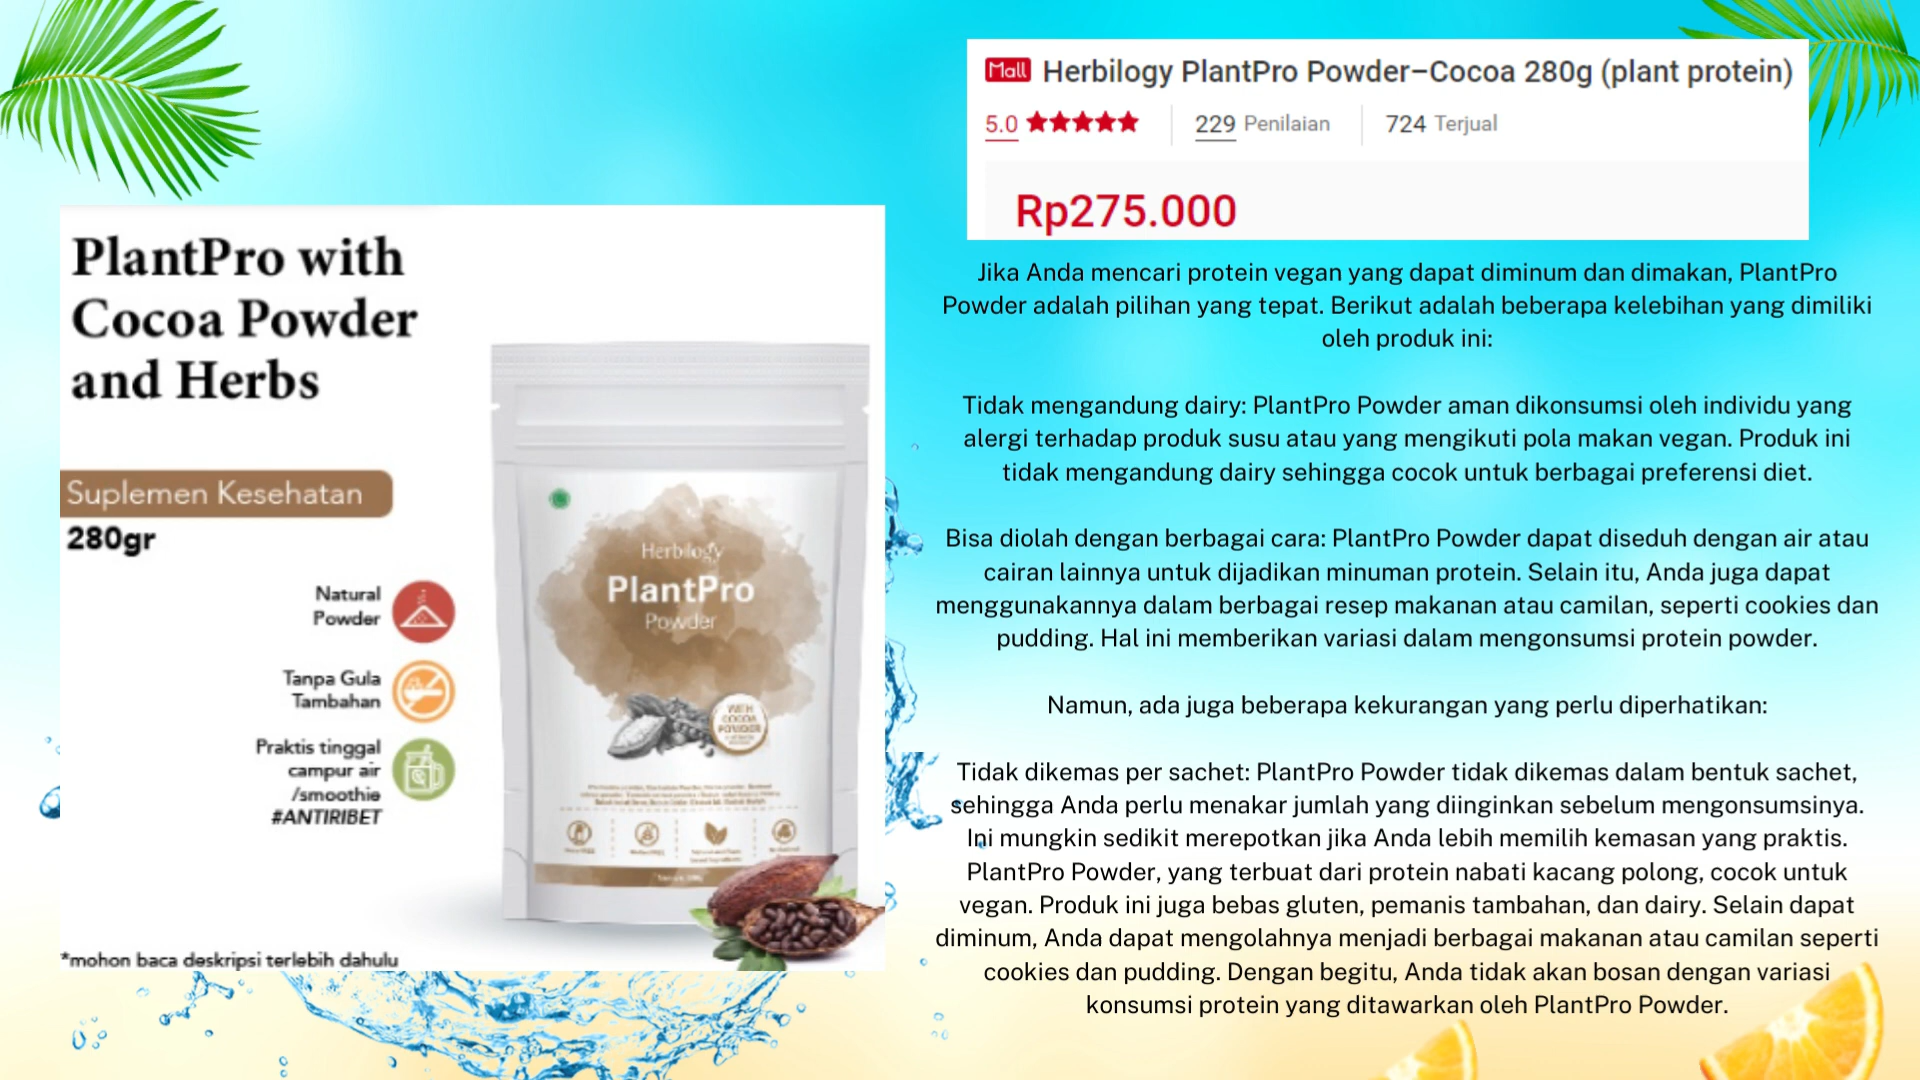 PlantPro with
Cocoa Powder
and Herbs
Suplemen Kesehatan
280gr
Natural
Powder
Tanpa Gula
Tambahan
Praktis tinggal
campur air
/smoothie
#ANTIRIBET
*mohon baca deskripsi terlebih dahulu
Herbilogy
PlantPro
Powder
WITH
COCOA
POWDER
Mall Herbilogy PlantPro Powder–Cocoa 280g (plant protein)
5.0 229 Penilaian 724 Terjual
Rp275.000
Jika Anda mencari protein vegan yang dapat diminum dan dimakan, PlantPro
Powder adalah pilihan yang tepat. Berikut adalah beberapa kelebihan yang dimiliki
oleh produk ini:
Tidak mengandung dairy: PlantPro Powder aman dikonsumsi oleh individu yang
alergi terhadap produk susu atau yang mengikuti pola makan vegan. Produk ini
tidak mengandung dairy sehingga cocok untuk berbagai preferensi diet.
Bisa diolah dengan berbagai cara: PlantPro Powder dapat diseduh dengan air atau
cairan lainnya untuk dijadikan minuman protein. Selain itu, Anda juga dapat
menggunakannya dalam berbagai resep makanan atau camilan, seperti cookies dan
pudding. Hal ini memberikan variasi dalam mengonsumsi protein powder.
Namun, ada juga beberapa kekurangan yang perlu diperhatikan:
Tidak dikemas per sachet: PlantPro Powder tidak dikemas dalam bentuk sachet,
sehingga Anda perlu menakar jumlah yang diinginkan sebelum mengonsumsinya.
Ini mungkin sedikit merepotkan jika Anda lebih memilih kemasan yang praktis.
PlantPro Powder, yang terbuat dari protein nabati kacang polong, cocok untuk
vegan. Produk ini juga bebas gluten, pemanis tambahan, dan dairy. Selain dapat
diminum, Anda dapat mengolahnya menjadi berbagai makanan atau camilan seperti
cookies dan pudding. Dengan begitu, Anda tidak akan bosan dengan variasi
konsumsi protein yang ditawarkan oleh PlantPro Powder.